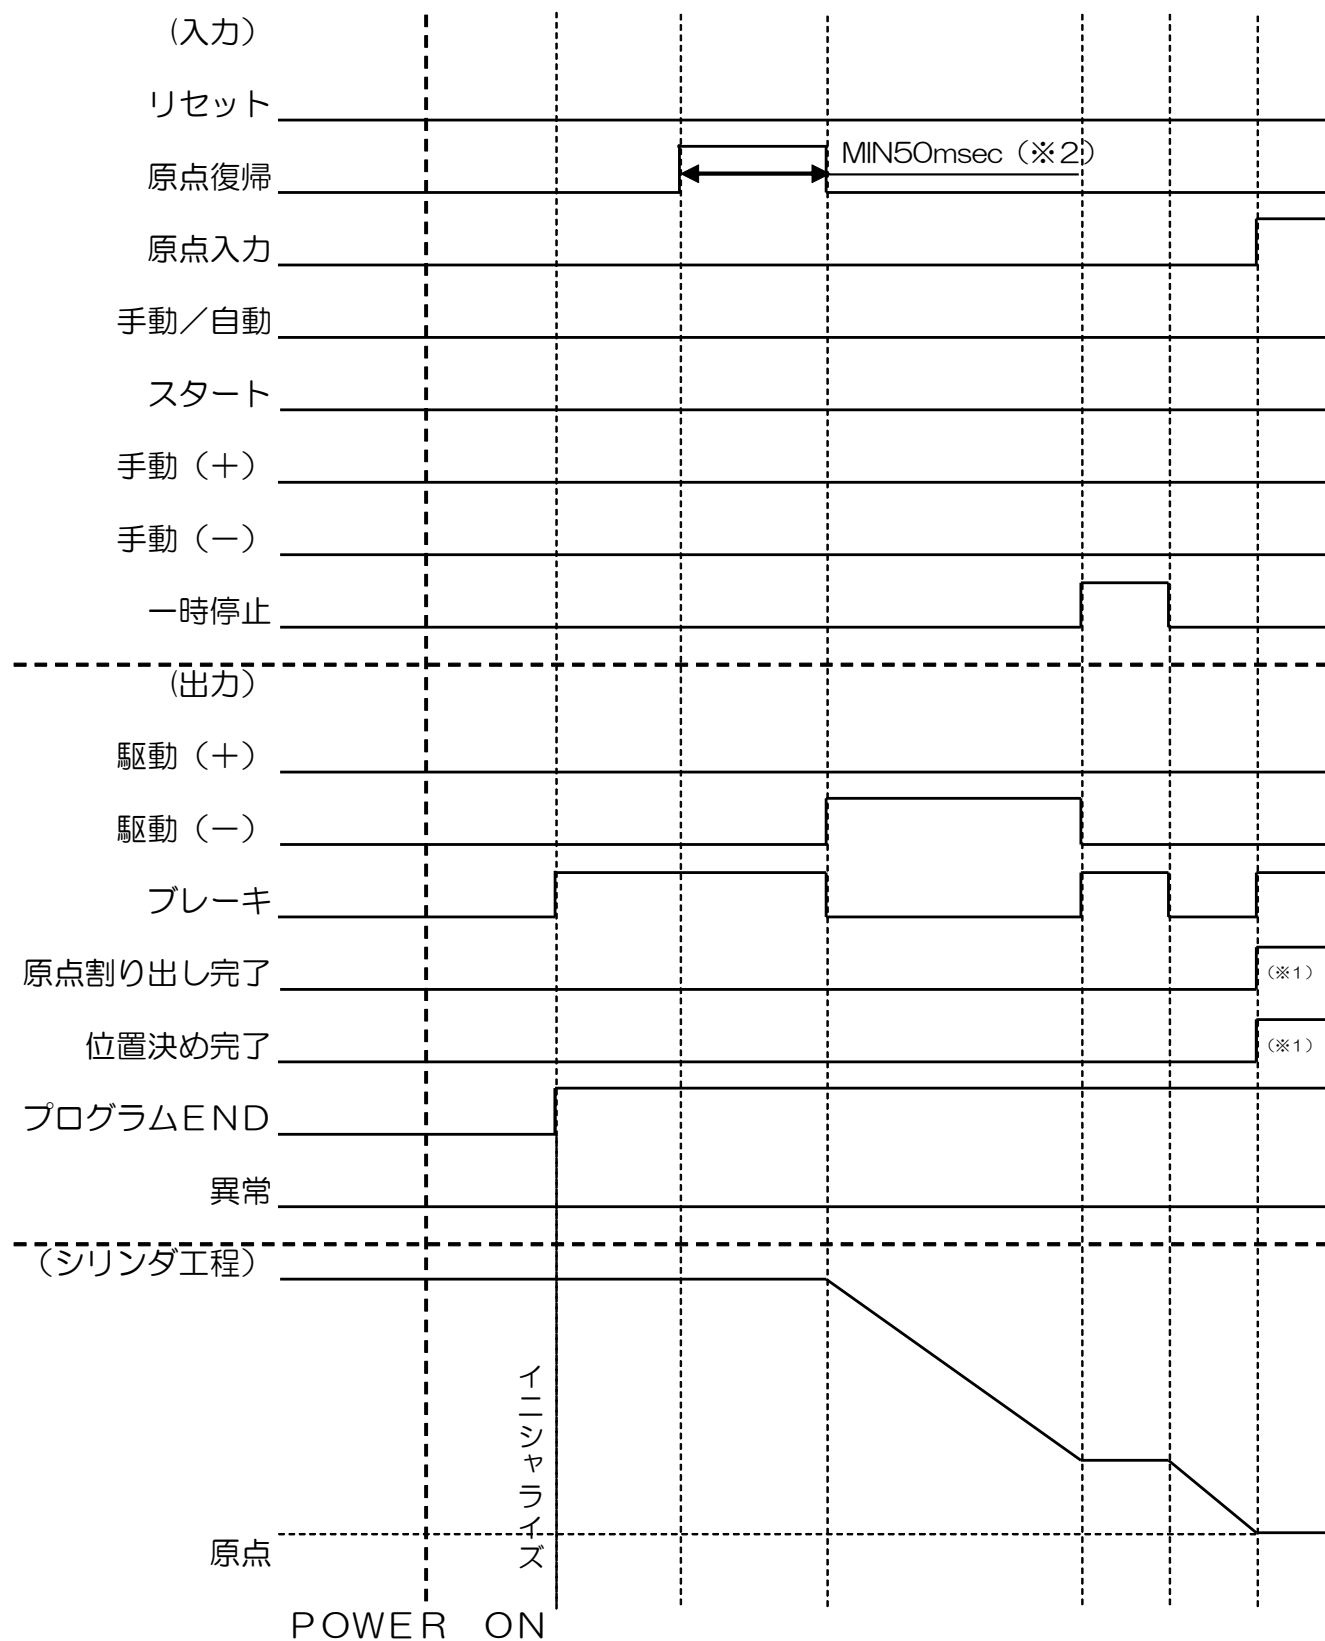 (入力)
リセット
MIN50msec(※2)
原点復帰
原点入力
手動／自動
スタート
手動(＋)
手動(－)
一時停止
(出力)
駆動(＋)
駆動(－)
ブレーキ
原点割り出し完了
(※1)
位置決め完了
(※1)
プログラムEND
異常
(シリンダ工程)
イニシャライズ
原点
POWER ON